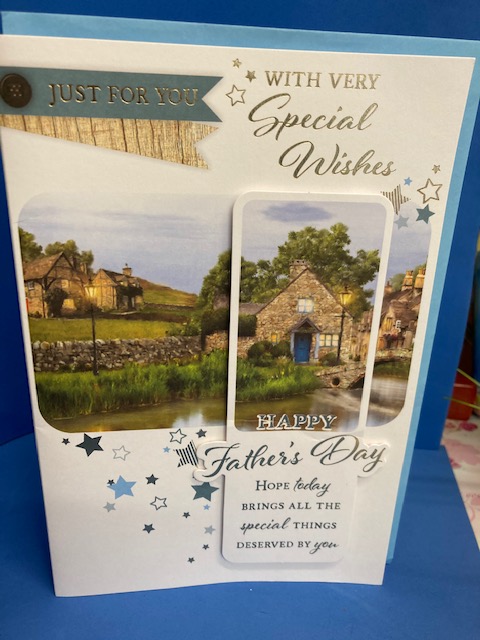 JUST FOR YOU
WITH VERY
Special
Wishes
HAPPY
Father's Day
HOPE today
BRINGS ALL THE
special THINGS
DESERVED BY you